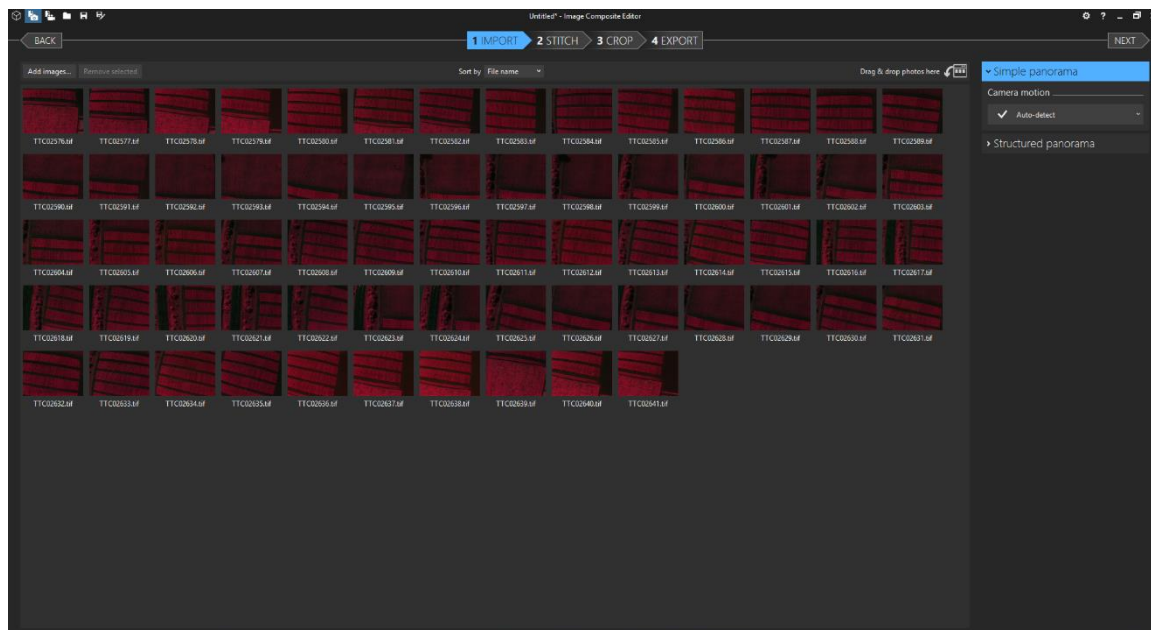 Untitled* - Image Composite Editor
?
BACK
1 IMPORT
2 STITCH
3 CROP
4 EXPORT
NEXT
Add images...
Remove selected
Sort by
File name
Drag & drop photos here
Simple panorama
Camera motion
Auto-detect
Structured panorama
TTC02576.tif TTC02577.tif TTC02578.tif TTC02579.tif TTC02580.tif TTC02581.tif TTC02582.tif TTC02583.tif TTC02584.tif TTC02585.tif TTC02586.tif TTC02587.tif TTC02588.tif TTC02589.tif
TTC02590.tif TTC02591.tif TTC02592.tif TTC02593.tif TTC02594.tif TTC02595.tif TTC02596.tif TTC02597.tif TTC02598.tif TTC02599.tif TTC02600.tif TTC02601.tif TTC02602.tif TTC02603.tif
TTC02604.tif TTC02605.tif TTC02606.tif TTC02607.tif TTC02608.tif TTC02609.tif TTC02610.tif TTC02611.tif TTC02612.tif TTC02613.tif TTC02614.tif TTC02615.tif TTC02616.tif TTC02617.tif
TTC02618.tif TTC02619.tif TTC02620.tif TTC02621.tif TTC02622.tif TTC02623.tif TTC02624.tif TTC02625.tif TTC02626.tif TTC02627.tif TTC02628.tif TTC02629.tif TTC02630.tif TTC02631.tif
TTC02632.tif TTC02633.tif TTC02634.tif TTC02635.tif TTC02636.tif TTC02637.tif TTC02638.tif TTC02639.tif TTC02640.tif TTC02641.tif